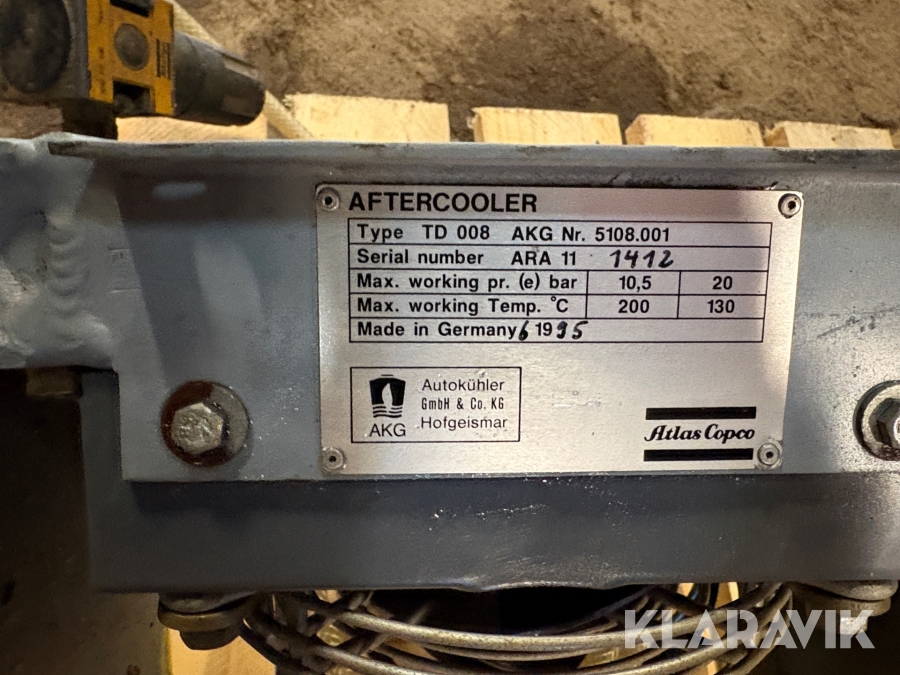 AFTERCOOLER
Type TD 008 AKG Nr. 5108.001
Serial number ARA 11 1412
Max. working pr. (e) bar 10,5 20
Max. working Temp. °C 200 130
Made in Germany 6 1995
Autokühler
GmbH & Co. KG
AKG Hofgeismar
Atlas Copco
KLARAVIK